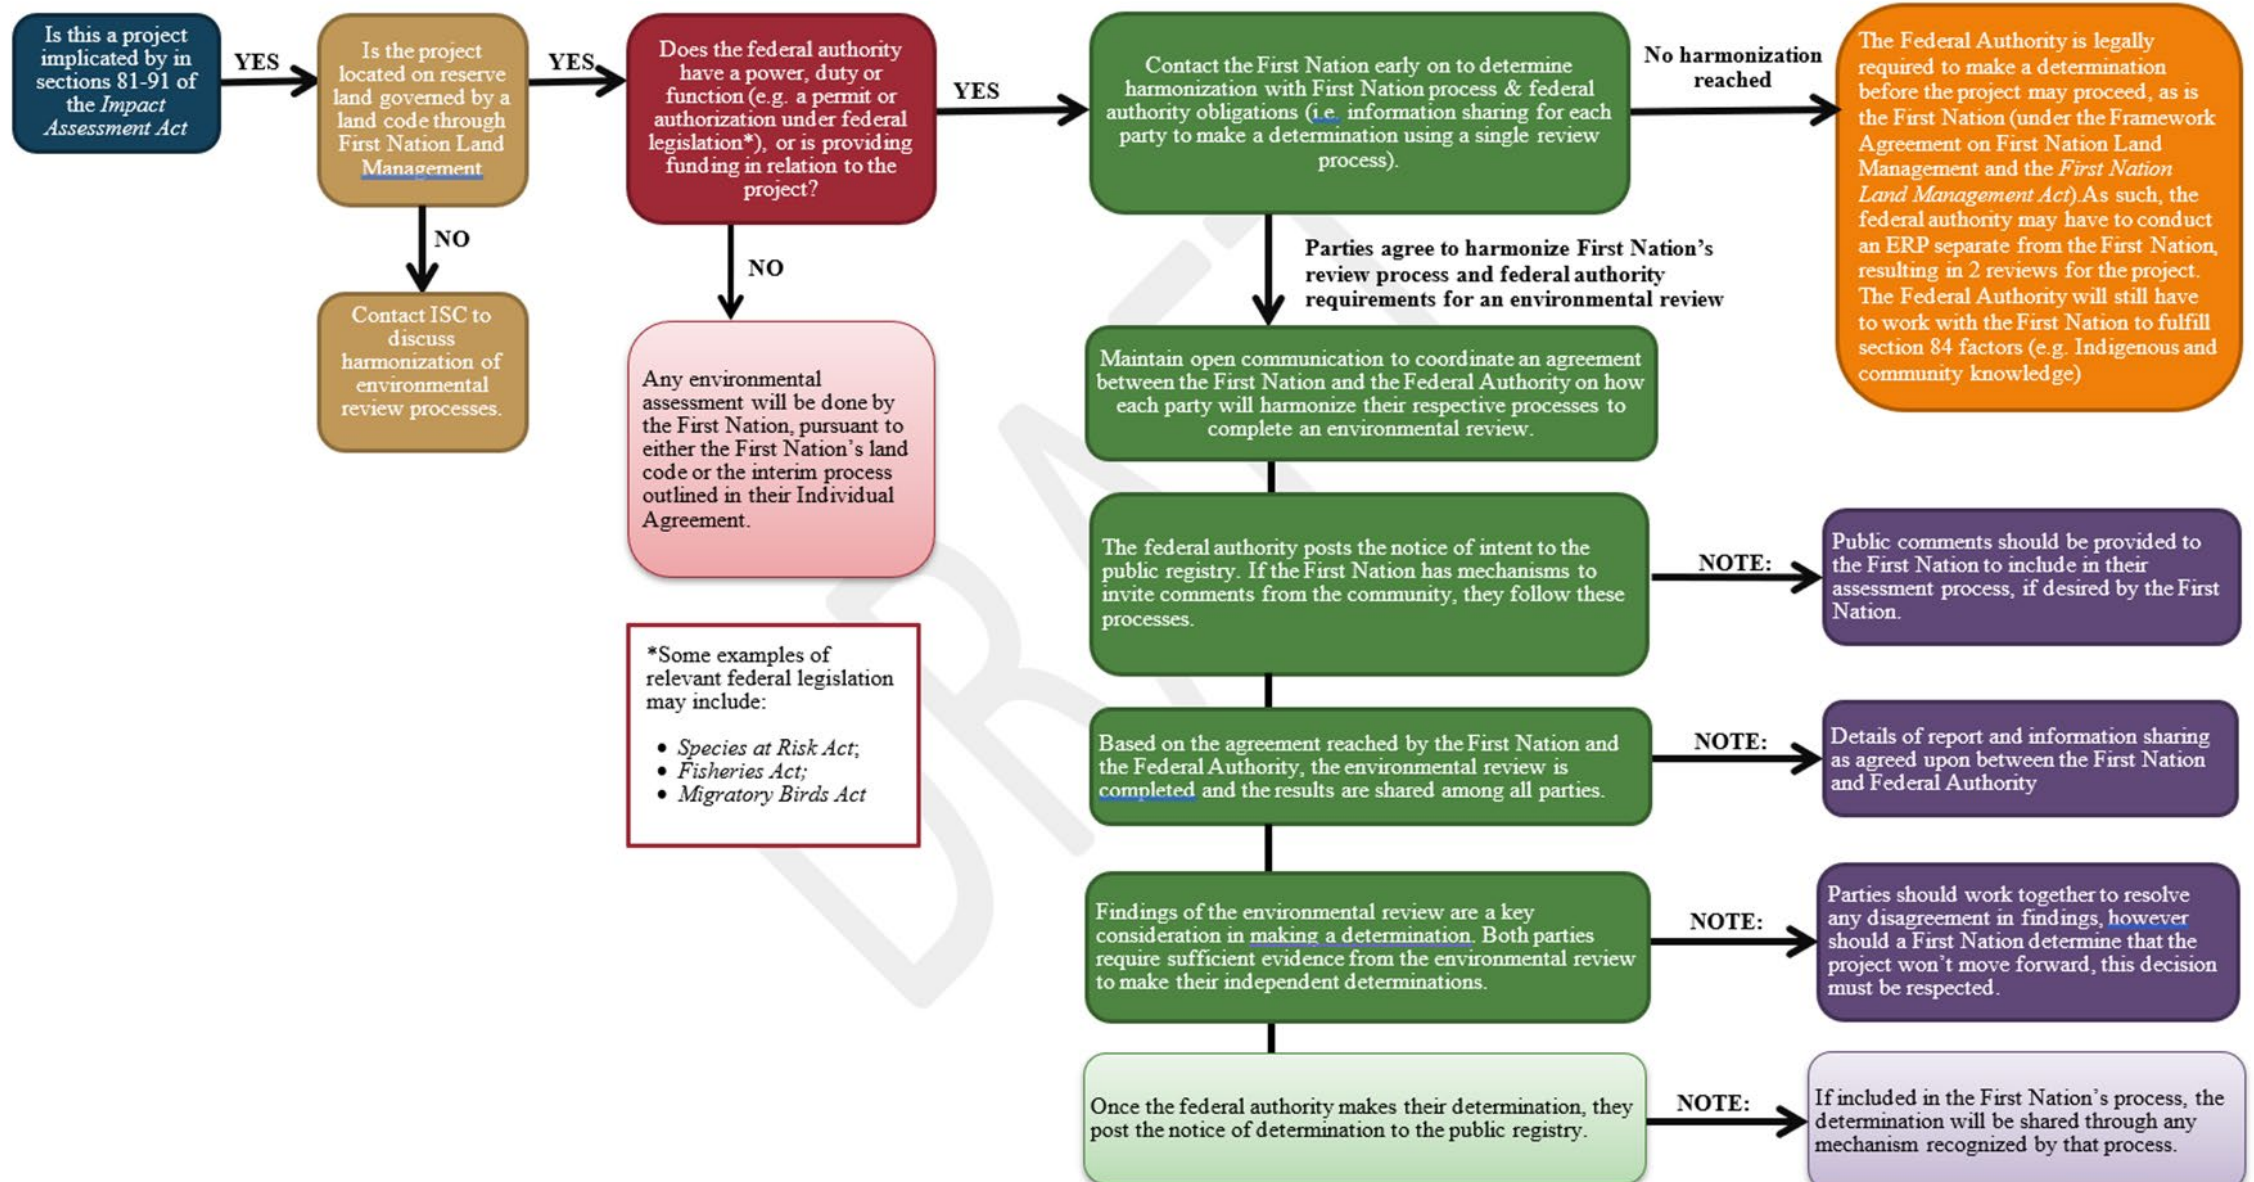 Is this a project
implicated by in
sections 81-91 of
the Impact
Assessment Act
YES
Is the project
located on reserve
land governed by a
land code through
First Nation Land
Management
YES
Does the federal authority
have a power, duty or
function (e.g. a permit or
authorization under federal
legislation*), or is providing
funding in relation to the
project?
YES
Contact the First Nation early on to determine
harmonization with First Nation process & federal
authority obligations (i.e. information sharing for each
party to make a determination using a single review
process).
No harmonization
reached
The Federal Authority is legally
required to make a determination
before the project may proceed, as is
the First Nation (under the Framework
Agreement on First Nation Land
Management and the First Nation
Land Management Act).As such, the
federal authority may have to conduct
an ERP separate from the First Nation,
resulting in 2 reviews for the project.
The Federal Authority will still have
to work with the First Nation to fulfill
section 84 factors (e.g. Indigenous and
community knowledge)
NO
Contact ISC to
discuss
harmonization of
environmental
review processes.
NO
Any environmental
assessment will be done by
the First Nation, pursuant to
either the First Nation's land
code or the interim process
outlined in their Individual
Agreement.
*Some examples of
relevant federal legislation
may include:
• Species at Risk Act;
• Fisheries Act;
• Migratory Birds Act
Parties agree to harmonize First Nation's
review process and federal authority
requirements for an environmental review
Maintain open communication to coordinate an agreement
between the First Nation and the Federal Authority on how
each party will harmonize their respective processes to
complete an environmental review.
The federal authority posts the notice of intent to the
public registry. If the First Nation has mechanisms to
invite comments from the community, they follow these
processes.
NOTE:
Public comments should be provided to
the First Nation to include in their
assessment process, if desired by the First
Nation.
Based on the agreement reached by the First Nation and
the Federal Authority, the environmental review is
completed and the results are shared among all parties.
NOTE:
Details of report and information sharing
as agreed upon between the First Nation
and Federal Authority
Findings of the environmental review are a key
consideration in making a determination. Both parties
require sufficient evidence from the environmental review
to make their independent determinations.
NOTE:
Parties should work together to resolve
any disagreement in findings, however
should a First Nation determine that the
project won't move forward, this decision
must be respected.
Once the federal authority makes their determination, they
post the notice of determination to the public registry.
NOTE:
If included in the First Nation's process, the
determination will be shared through any
mechanism recognized by that process.
DRAFT